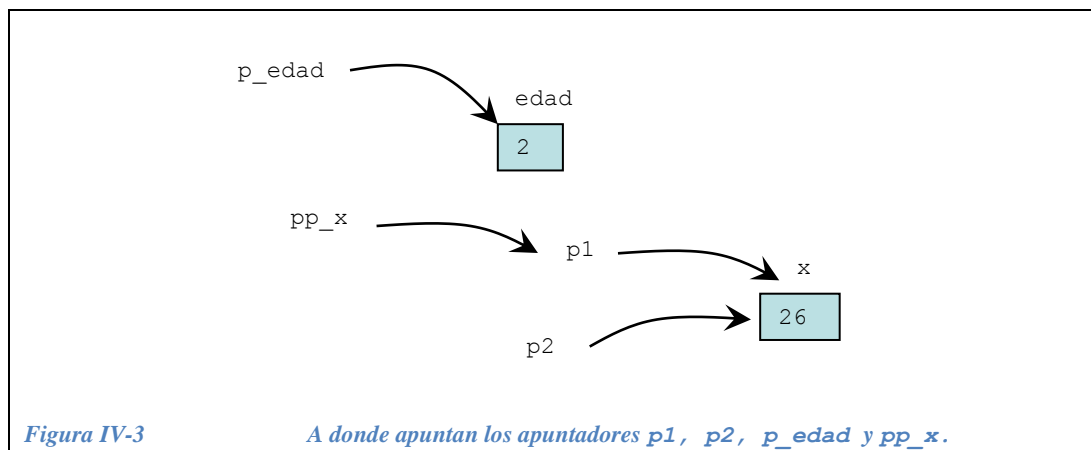 p_edad
edad
2
pp_x
p1
x
26
p2
Figura IV-3 A donde apuntan los apuntadores p1, p2, p_edad y pp_x.